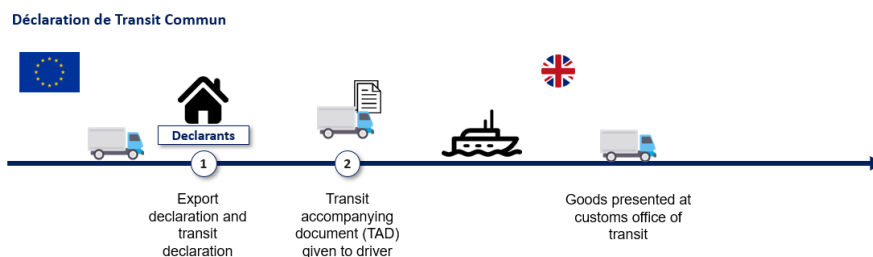 Déclaration de Transit Commun
Declarants
1
2
Export
declaration and
transit
declaration
Transit
accompanying
document (TAD)
given to driver
Goods presented at
customs office of
transit